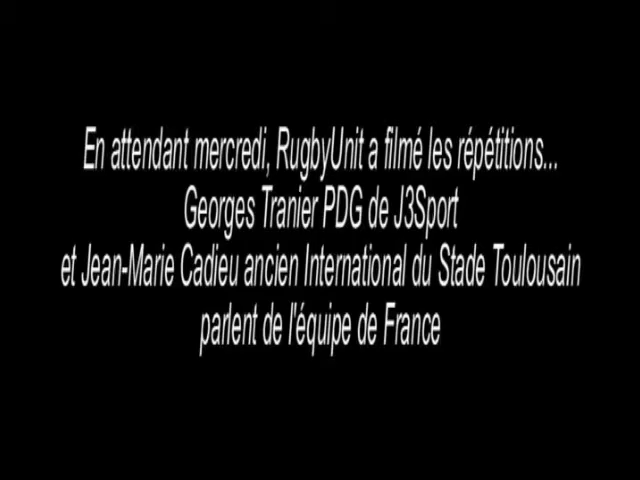 En attendant mercredi, RugbyUnit a filmé les répétitions...
Georges Tranier PDG de J3Sport
et Jean-Marie Cadieu ancien International du Stade Toulousain
parlent de l'équipe de France